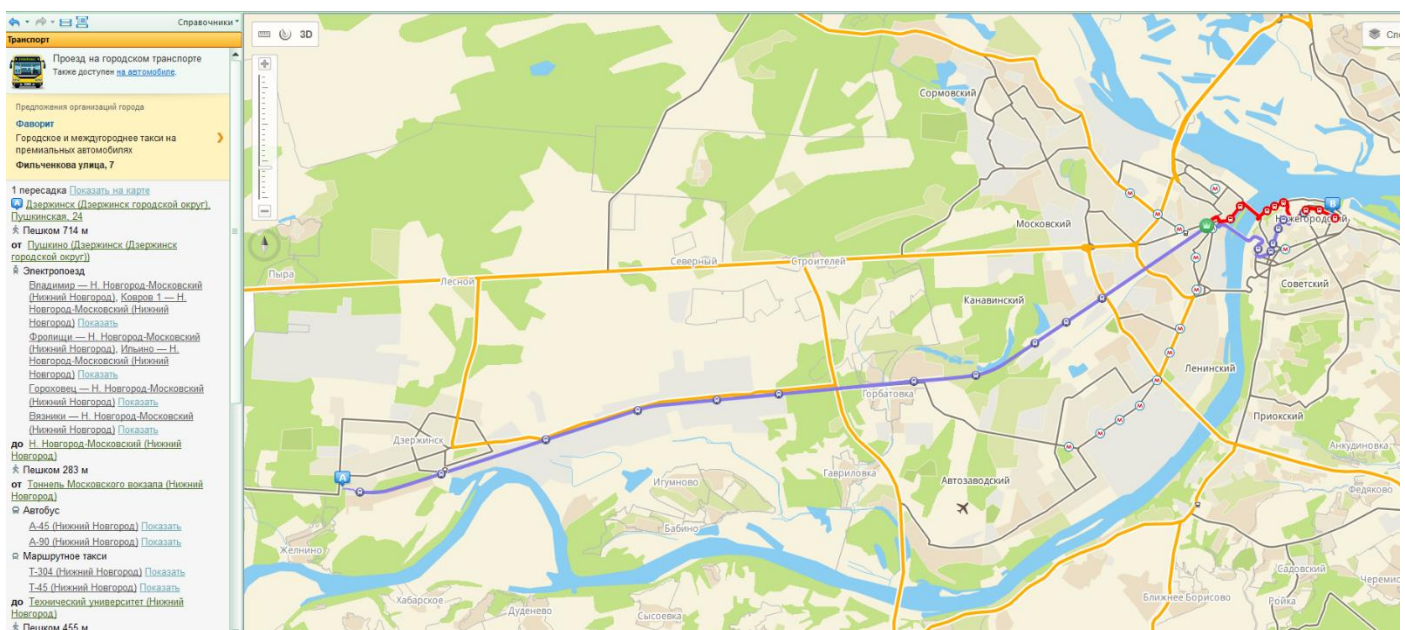 Справочники
Транспорт
Проезд на городском транспорте
Также доступен на автомобиле.
Предложения организаций города
Фаворит
Городское и междугороднее такси на
премиальных автомобилях
Фильченкова улица, 7
1 пересадка Показать на карте
A Дзержинск (Дзержинск городской округ),
Пушкинская, 24
Пешком 714 м
от Пушкино (Дзержинск (Дзержинск
городской округ))
Электропоезд
Владимир — Н. Новгород-Московский
(Нижний Новгород), Ковров 1 — Н.
Новгород-Московский (Нижний
Новгород) Показать
Фролищи — Н. Новгород-Московский
(Нижний Новгород), Ильино — Н.
Новгород-Московский (Нижний
Новгород) Показать
Гороховец — Н. Новгород-Московский
(Нижний Новгород) Показать
Вязники — Н. Новгород-Московский
(Нижний Новгород) Показать
до Н. Новгород-Московский (Нижний
Новгород)
Пешком 283 м
от Тоннель Московского вокзала (Нижний
Новгород)
Автобус
А-45 (Нижний Новгород) Показать
А-90 (Нижний Новгород) Показать
Маршрутное такси
Т-304 (Нижний Новгород) Показать
Т-45 (Нижний Новгород) Показать
до Технический университет (Нижний
Новгород)
Пешком 455 м
3D
Сло
Сормовский
Московский
B
Нижегородский
Советский
Пыра
Лесной
Северный
Строителей
Канавинский
Ленинский
Горбатовка
Приокский
Анкудиновка
Дзержинск
A
Гавриловка
Игумново
Автозаводский
Федяково
Бабино
Желнино
Хабарское
Дуденево
Сысоевка
Ближнее Борисово
Садовский
Ройка
Черемис